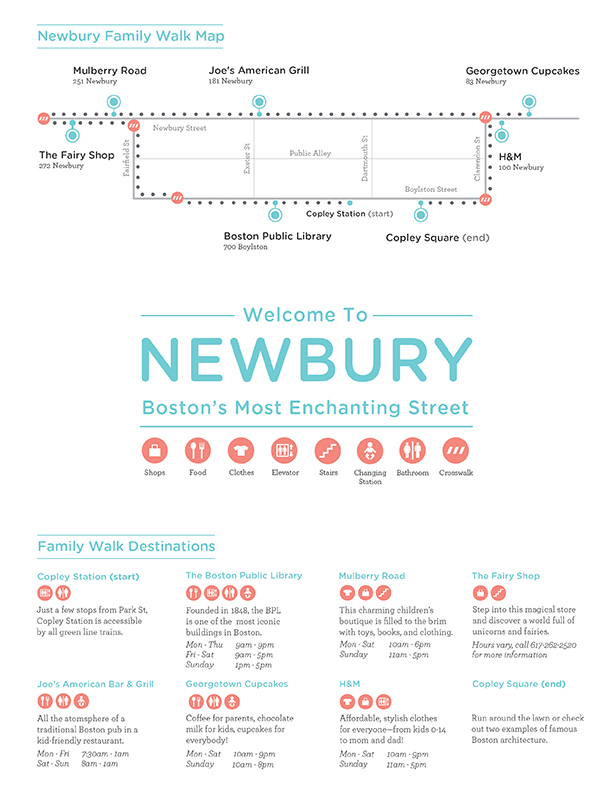 Newbury Family Walk Map
Mulberry Road
251 Newbury
Joe's American Grill
181 Newbury
Georgetown Cupcakes
83 Newbury
Newbury Street
The Fairy Shop
272 Newbury
Fairfield St
Exeter St
Public Alley
Dartmouth St
Clarendon St
H&M
100 Newbury
Boylston Street
Copley Station (start)
Boston Public Library
700 Boylston
Copley Square (end)
Welcome To
NEWBURY
Boston's Most Enchanting Street
Shops
Food
Clothes
Elevator
Stairs
Changing
Station
Bathroom
Crosswalk
Family Walk Destinations
Copley Station (start)
Just a few stops from Park St,
Copley Station is accessible
by all green line trains.
The Boston Public Library
Founded in 1848, the BPL
is one of the most iconic
buildings in Boston.
Mon - Thu 9am - 9pm
Fri - Sat 9am - 5pm
Sunday 1pm - 5pm
Mulberry Road
This charming children's
boutique is filled to the brim
with toys, books, and clothing.
Mon - Sat 10am - 6pm
Sunday 11am - 5pm
The Fairy Shop
Step into this magical store
and discover a world full of
unicorns and fairies.
Hours vary, call 617-262-2520
for more information
Joe's American Bar & Grill
All the atomsphere of a
traditional Boston pub in a
kid-friendly restaurant.
Mon - Fri 7:30am - 1am
Sat - Sun 8am - 1am
Georgetown Cupcakes
Coffee for parents, chocolate
milk for kids, cupcakes for
everybody!
Mon - Sat 10am - 9pm
Sunday 10am - 8pm
H&M
Affordable, stylish clothes
for everyone—from kids 0-14
to mom and dad!
Mon - Sat 10am - 9pm
Sunday 11am - 5pm
Copley Square (end)
Run around the lawn or check
out two examples of famous
Boston architecture.